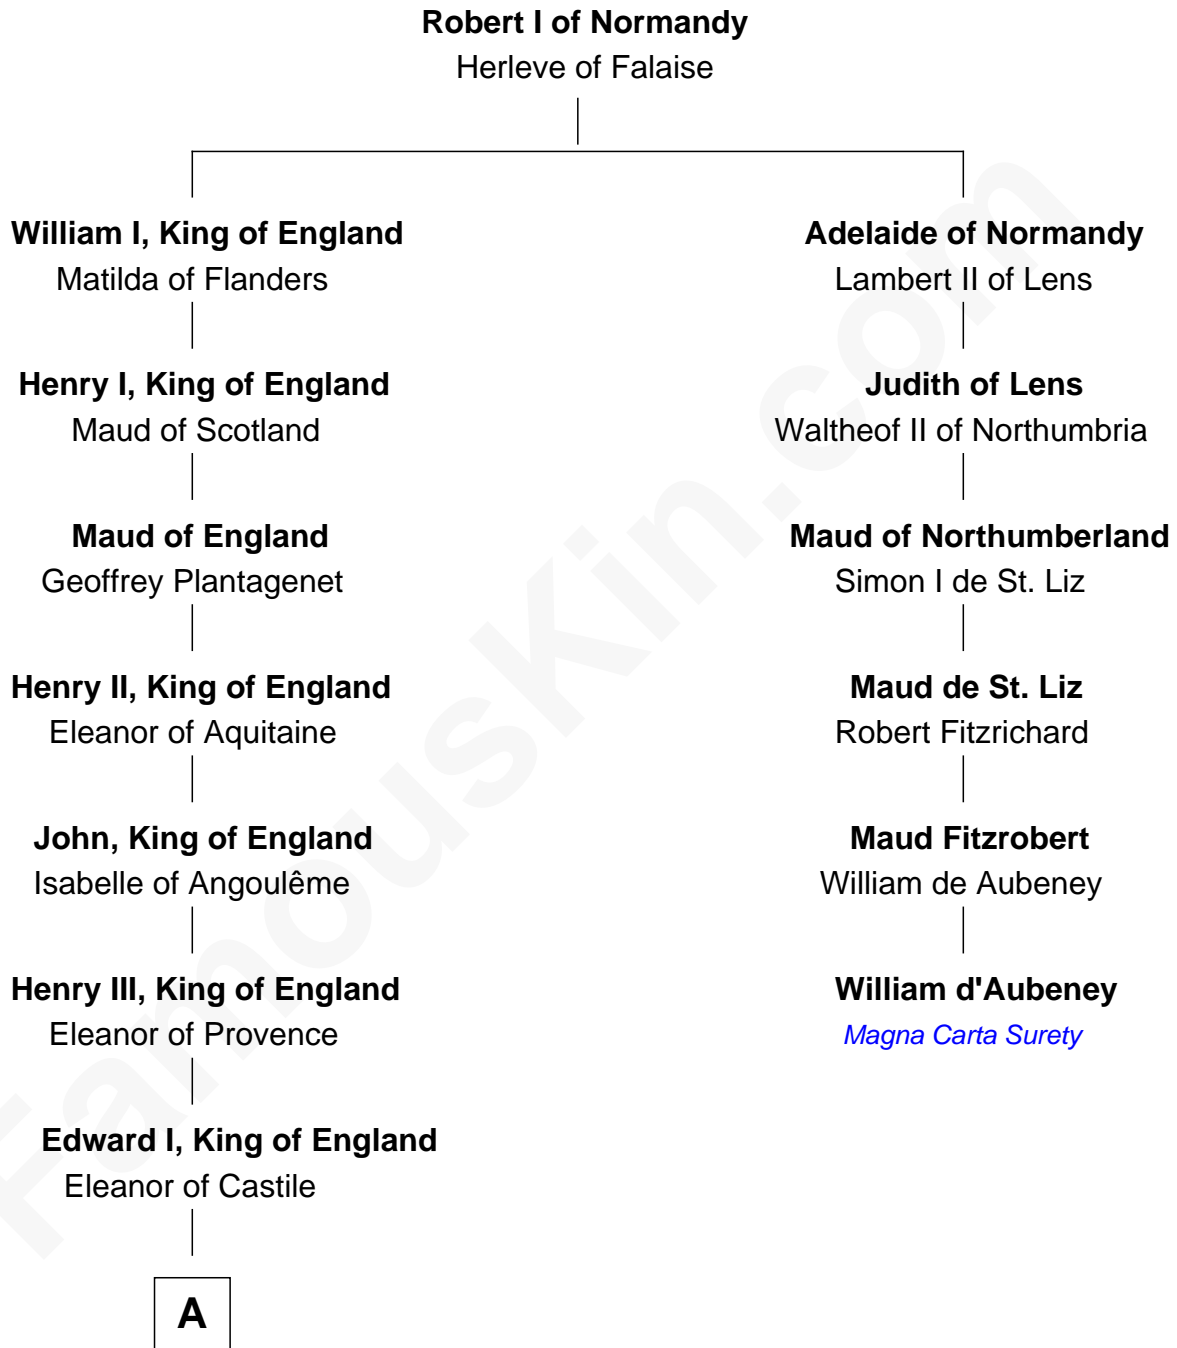 Robert I of Normandy
Herleve of Falaise
William I, King of England
Matilda of Flanders
Adelaide of Normandy
Lambert II of Lens
Henry I, King of England
Maud of Scotland
Judith of Lens
Waltheof II of Northumbria
Maud of England
Geoffrey Plantagenet
Maud of Northumberland
Simon I de St. Liz
Henry II, King of England
Eleanor of Aquitaine
Maud de St. Liz
Robert Fitzrichard
John, King of England
Isabelle of Angoulême
Maud Fitzrobert
William de Aubeney
Henry III, King of England
Eleanor of Provence
William d'Aubeney
Magna Carta Surety
Edward I, King of England
Eleanor of Castile
A
FamousKin.com